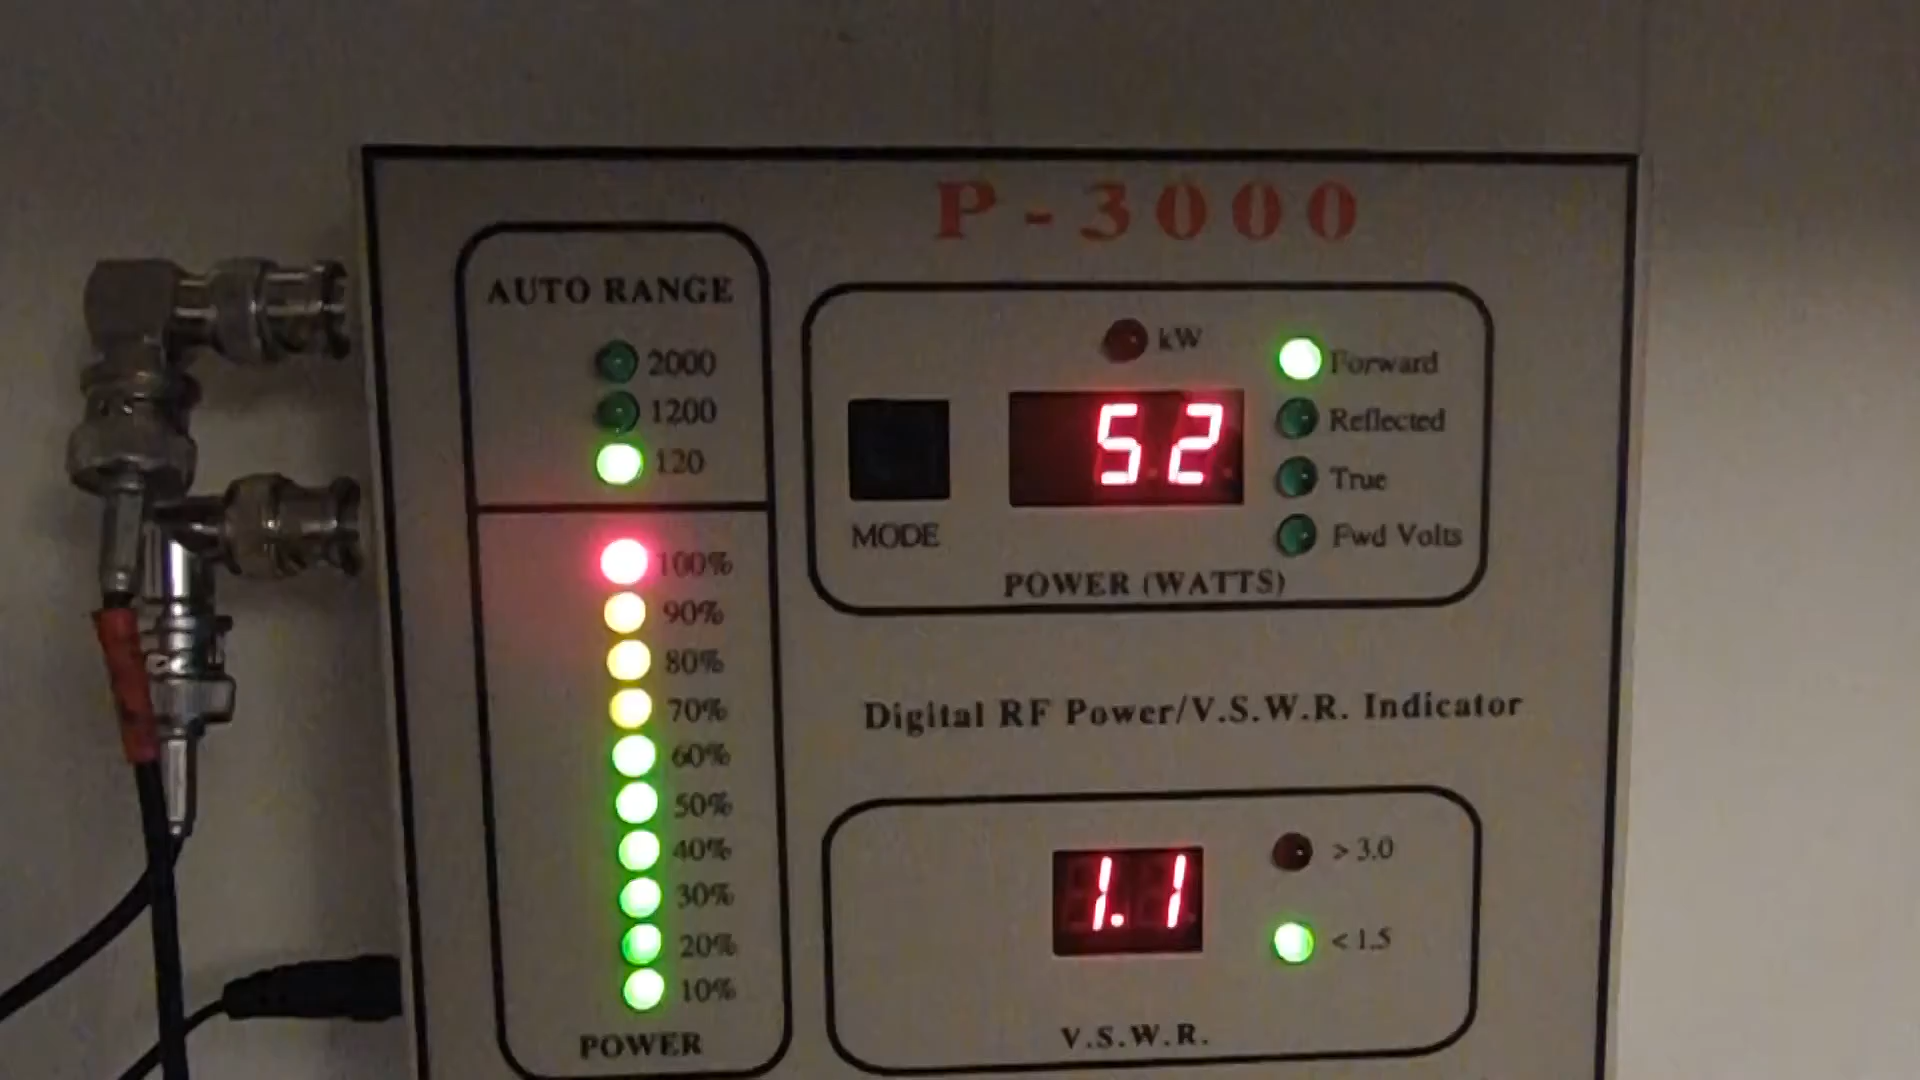 P-3000
AUTO RANGE
2000
1200
120
100%
90%
80%
70%
60%
50%
40%
30%
20%
10%
POWER
kW
52
Forward
Reflected
True
Fwd Volts
MODE
POWER (WATTS)
Digital RF Power/V.S.W.R. Indicator
1.1
> 3.0
< 1.5
V.S.W.R.